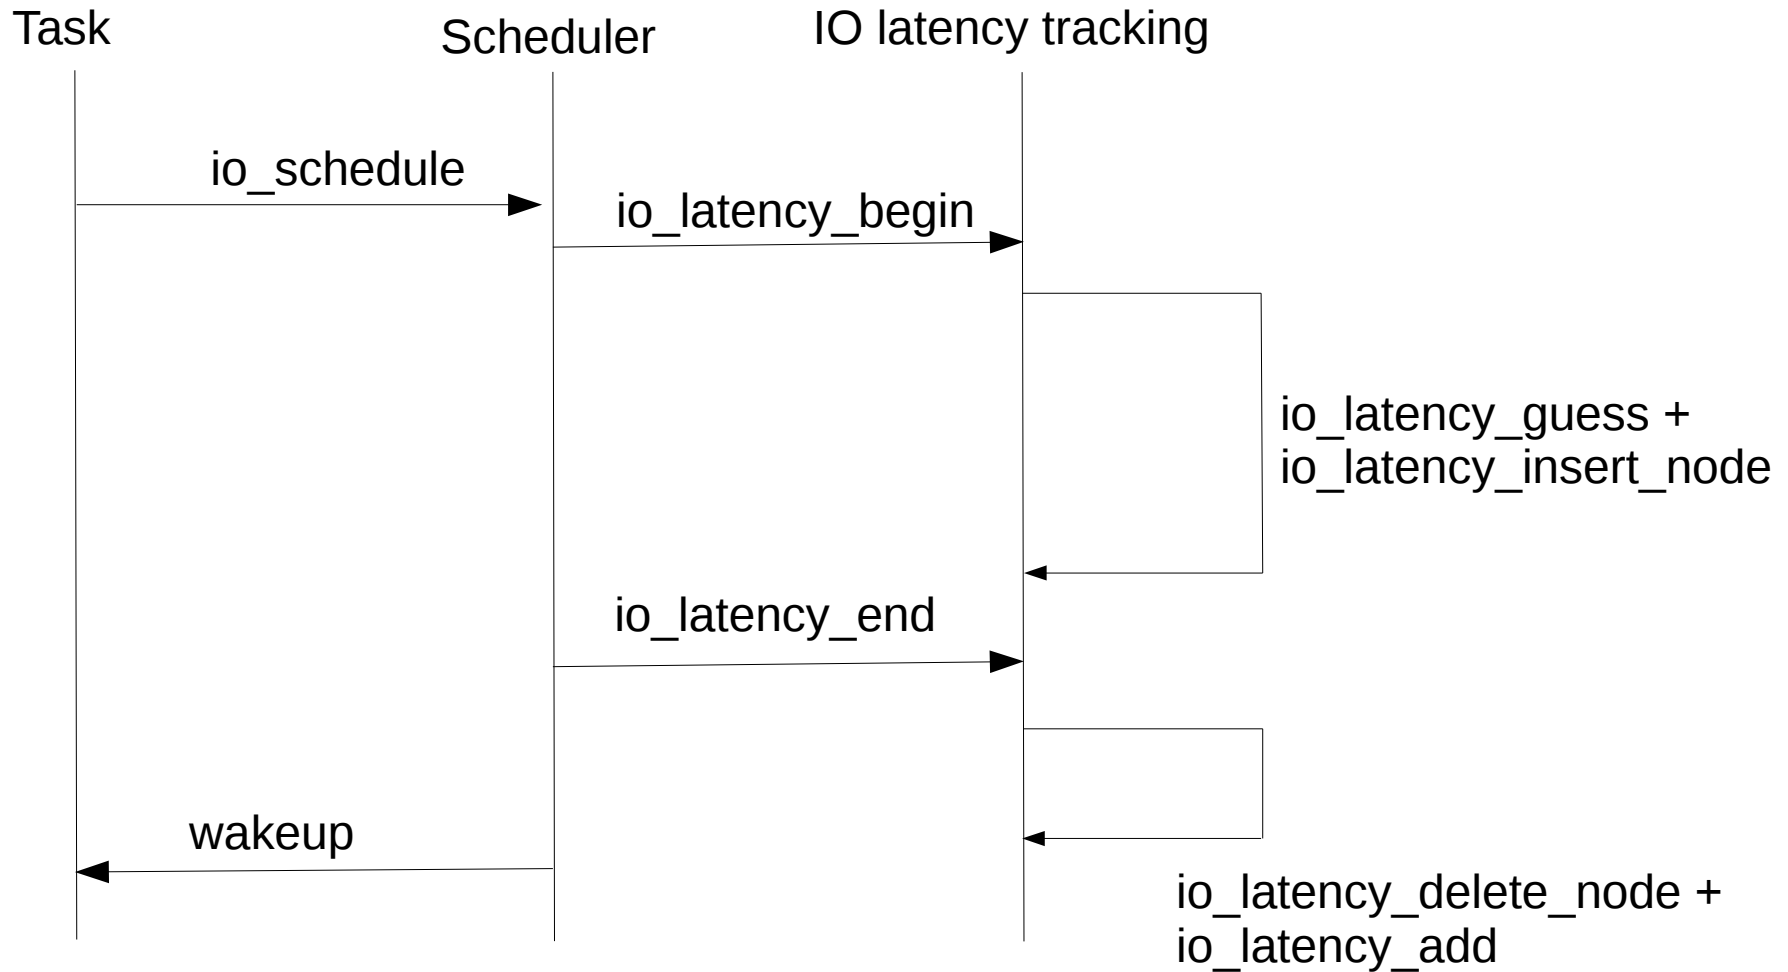 Task
Scheduler
IO latency tracking
io_schedule
io_latency_begin
io_latency_guess +
io_latency_insert_node
io_latency_end
wakeup
io_latency_delete_node +
io_latency_add